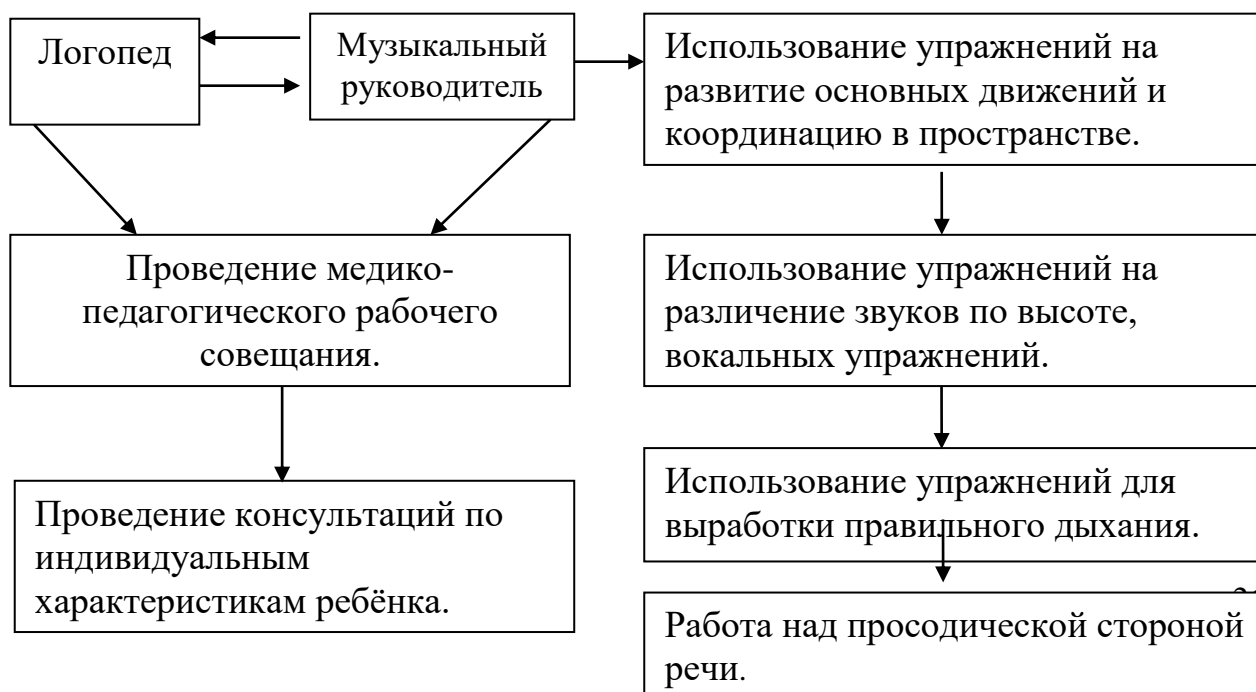 Логопед
Музыкальный
руководитель
Использование упражнений на
развитие основных движений и
координацию в пространстве.
Проведение медико-
педагогического рабочего
совещания.
Использование упражнений на
различение звуков по высоте,
вокальных упражнений.
Проведение консультаций по
индивидуальным
характеристикам ребёнка.
Использование упражнений для
выработки правильного дыхания.
Работа над просодической стороной
речи.